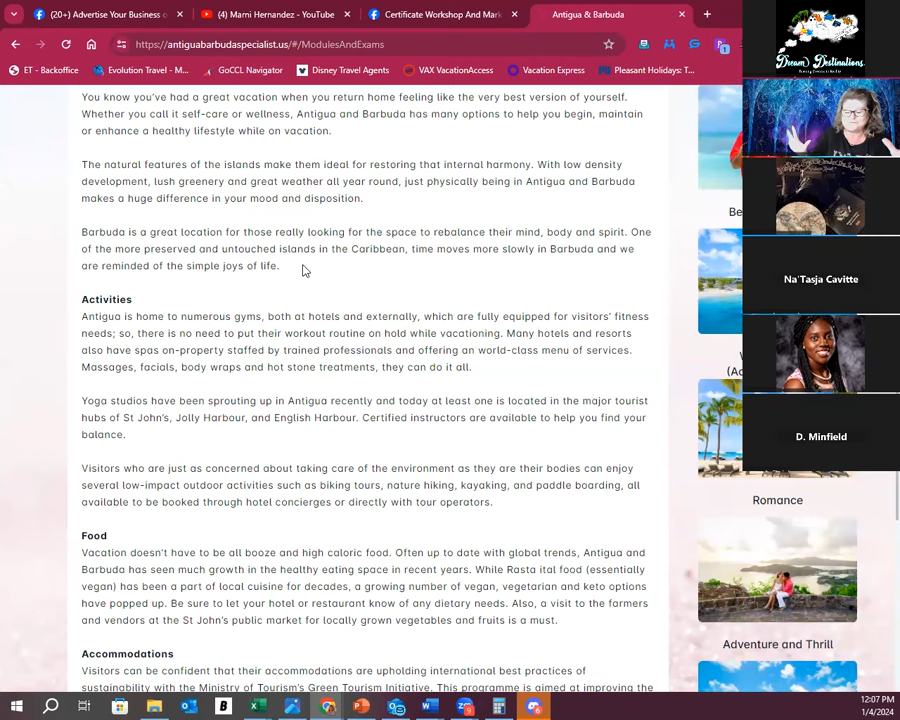 (20+) Advertise Your Business o
(4) Marni Hernandez - YouTube
Certificate Workshop And Mark
Antigua & Barbuda
https://antiguabarbudaspecialist.us/#/ModulesAndExams
ET - Backoffice
Evolution Travel - M...
GoCCL Navigator
Disney Travel Agents
VAX VacationAccess
Vacation Express
Pleasant Holidays: T...
Dream Destinations
You know you've had a great vacation when you return home feeling like the very best version of yourself.
Whether you call it self-care or wellness, Antigua and Barbuda has many options to help you begin, maintain
or enhance a healthy lifestyle while on vacation.
The natural features of the islands make them ideal for restoring that internal harmony. With low density
development, lush greenery and great weather all year round, just physically being in Antigua and Barbuda
makes a huge difference in your mood and disposition.
Barbuda is a great location for those really looking for the space to rebalance their mind, body and spirit. One
of the more preserved and untouched islands in the Caribbean, time moves more slowly in Barbuda and we
are reminded of the simple joys of life.
Activities
Antigua is home to numerous gyms, both at hotels and externally, which are fully equipped for visitors' fitness
needs; so, there is no need to put their workout routine on hold while vacationing. Many hotels and resorts
also have spas on-property staffed by trained professionals and offering an world-class menu of services.
Massages, facials, body wraps and hot stone treatments, they can do it all.
Yoga studios have been sprouting up in Antigua recently and today at least one is located in the major tourist
hubs of St John's, Jolly Harbour, and English Harbour. Certified instructors are available to help you find your
balance.
Visitors who are just as concerned about taking care of the environment as they are their bodies can enjoy
several low-impact outdoor activities such as biking tours, nature hiking, kayaking, and paddle boarding, all
available to be booked through hotel concierges or directly with tour operators.
Food
Vacation doesn't have to be all booze and high caloric food. Often up to date with global trends, Antigua and
Barbuda has seen much growth in the healthy eating space in recent years. While Rasta ital food (essentially
vegan) has been a part of local cuisine for decades, a growing number of vegan, vegetarian and keto options
have popped up. Be sure to let your hotel or restaurant know of any dietary needs. Also, a visit to the farmers
and vendors at the St John's public market for locally grown vegetables and fruits is a must.
Accommodations
Visitors can be confident that their accommodations are upholding international best practices of
sustainability with the Ministry of Tourism's Green Tourism Initiative. This programme is aimed at improving the
Be
W
(Ac
Romance
Adventure and Thrill
Na'Tasja Cavitte
D. Minfield
12:07 PM
1/4/2024